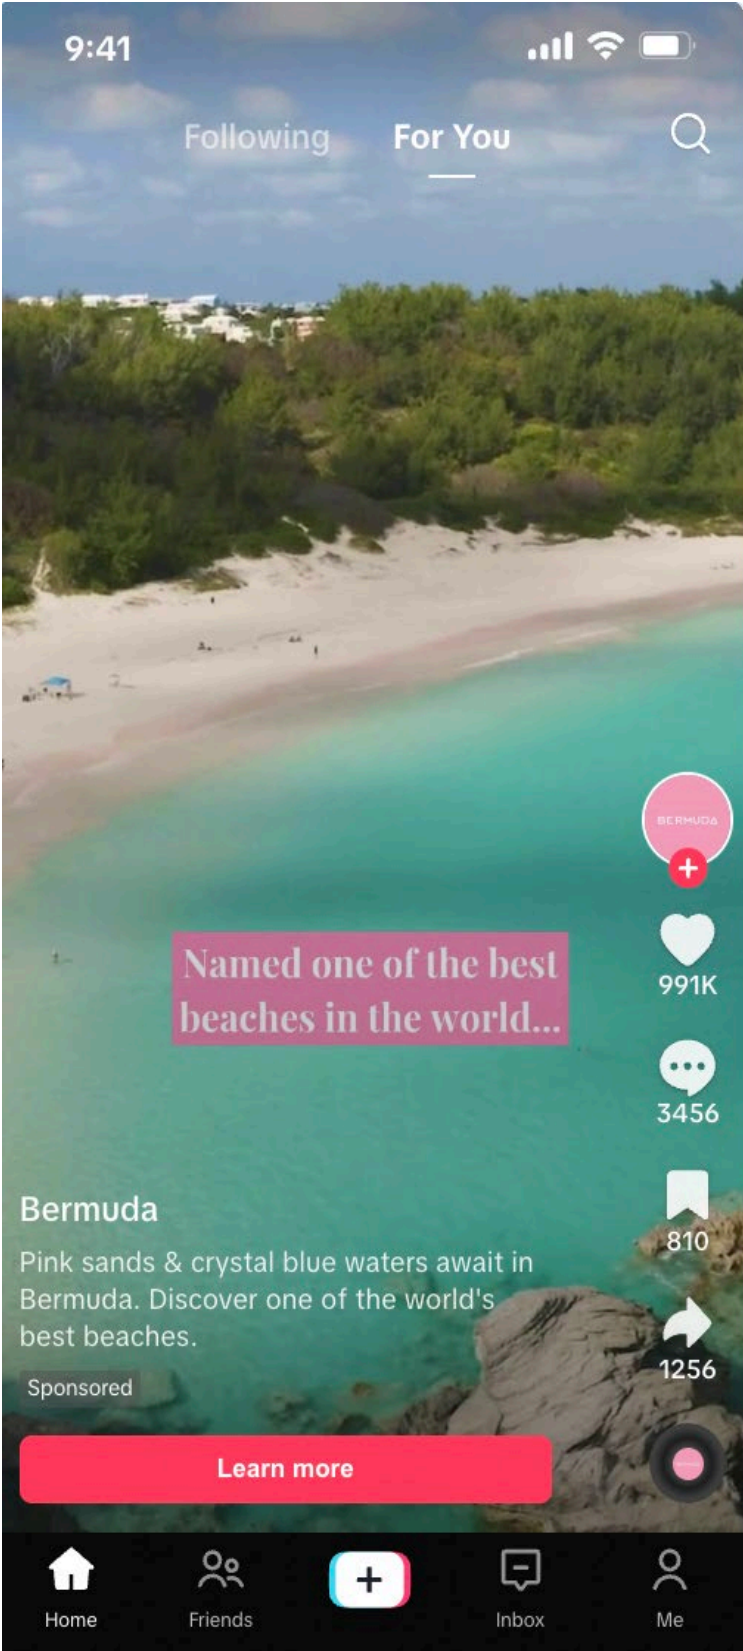 9:41
Following For You
BERMUDA
Named one of the best
beaches in the world...
991K
3456
810
1256
Bermuda
Pink sands & crystal blue waters await in
Bermuda. Discover one of the world's
best beaches.
Sponsored
Learn more
Home Friends Inbox Me